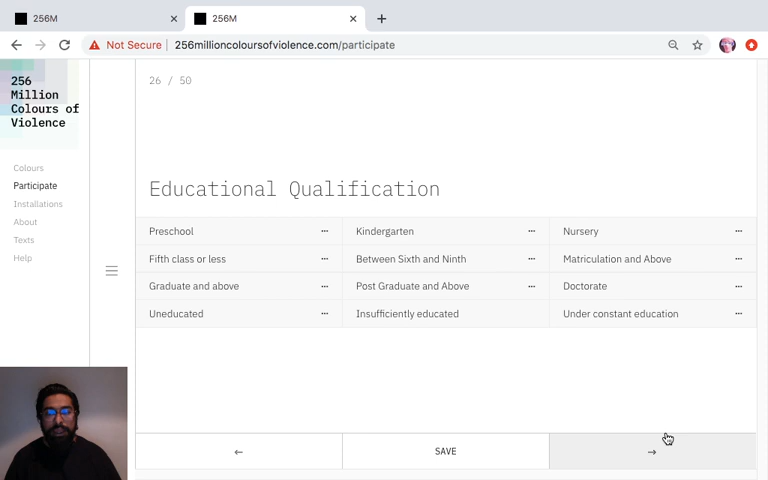 256M
256M
Not Secure
256millioncoloursofviolence.com/participate
256
Million
Colours of
Violence
Colours
Participate
Installations
About
Texts
Help
26 / 50
Educational Qualification
Preschool ... Kindergarten ... Nursery ...
Fifth class or less ... Between Sixth and Ninth Matriculation and Above ...
Graduate and above ... Post Graduate and Above ... Doctorate ...
Uneducated ... Insufficiently educated Under constant education ...
← SAVE →